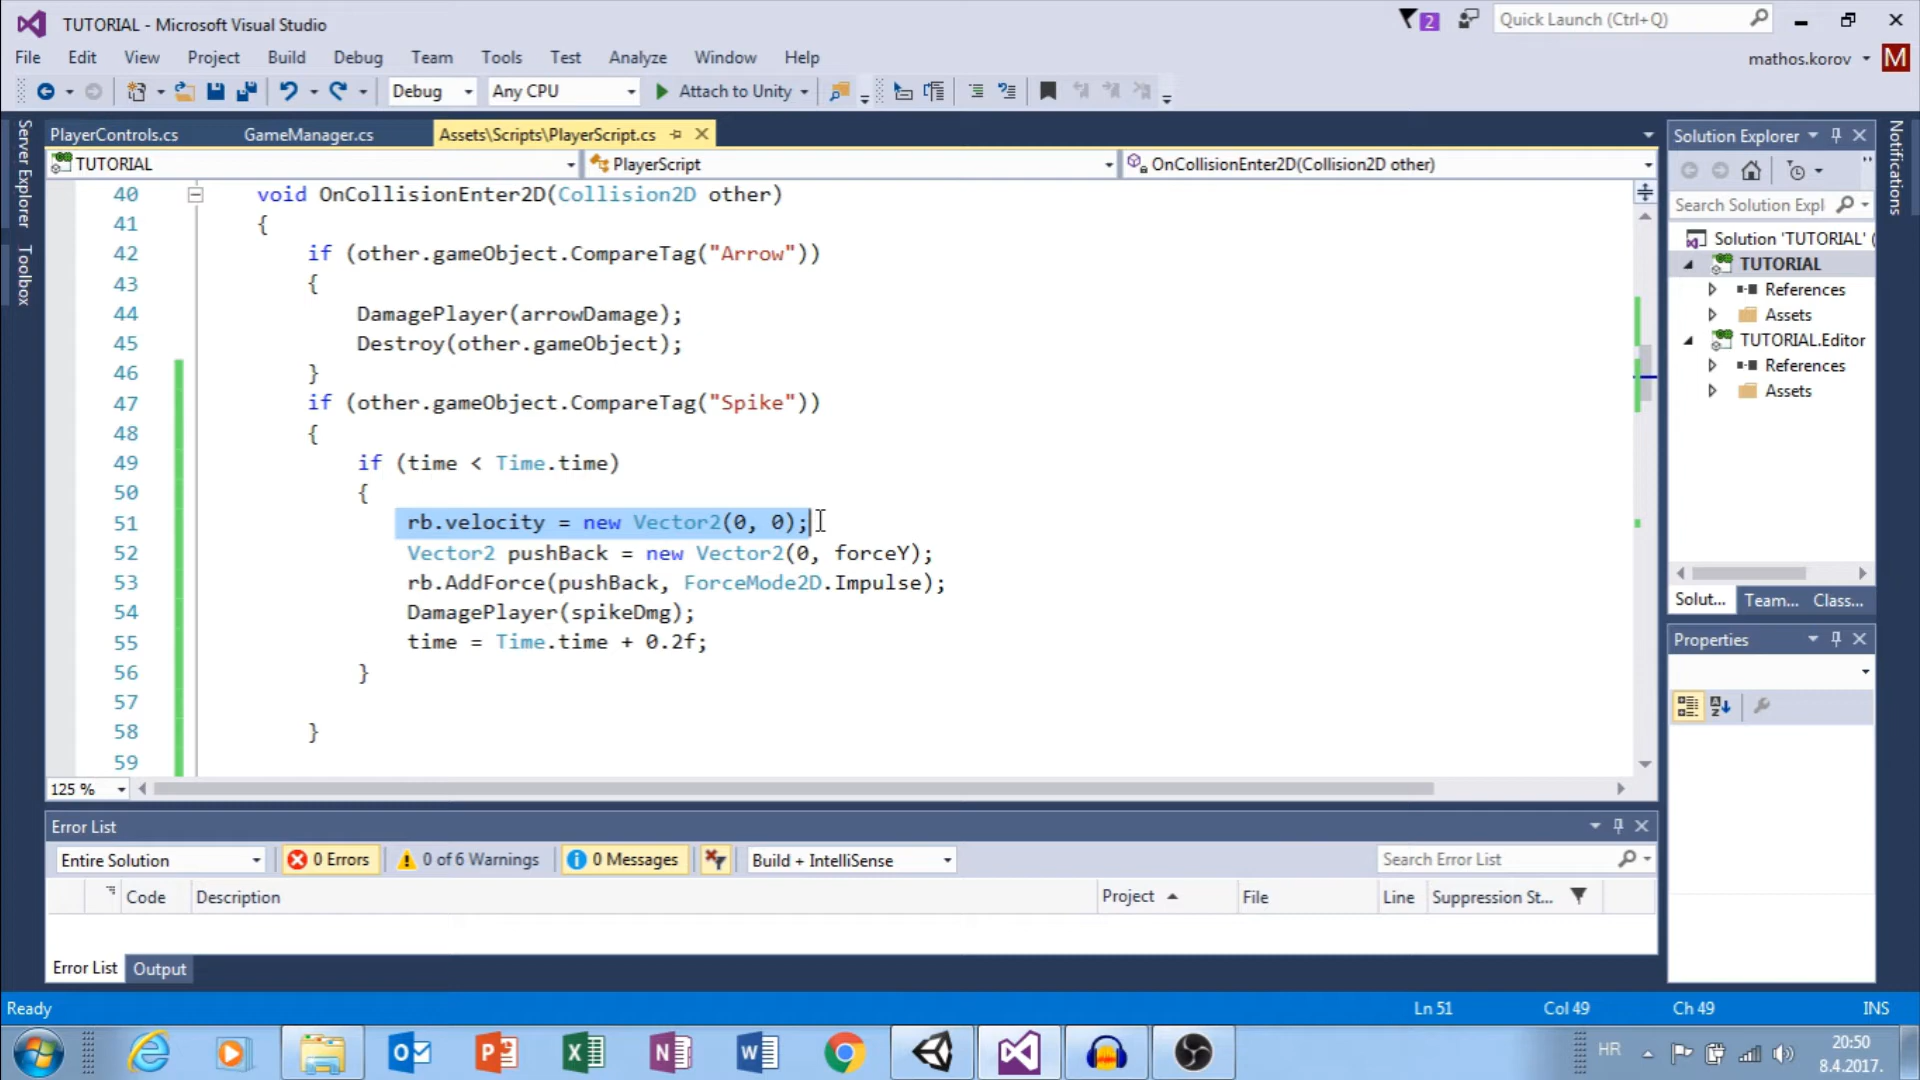 TUTORIAL - Microsoft Visual Studio
2
Quick Launch (Ctrl+Q)
File Edit View Project Build Debug Team Tools Test Analyze Window Help
mathos.korov M
Debug Any CPU Attach to Unity
Server Explorer
Toolbox
PlayerControls.cs GameManager.cs Assets\Scripts\PlayerScript.cs
TUTORIAL PlayerScript OnCollisionEnter2D(Collision2D other)
40 void OnCollisionEnter2D(Collision2D other)
41 {
42 if (other.gameObject.CompareTag("Arrow"))
43 {
44 DamagePlayer(arrowDamage);
45 Destroy(other.gameObject);
46 }
47 if (other.gameObject.CompareTag("Spike"))
48 {
49 if (time < Time.time)
50 {
51 rb.velocity = new Vector2(0, 0);
52 Vector2 pushBack = new Vector2(0, forceY);
53 rb.AddForce(pushBack, ForceMode2D.Impulse);
54 DamagePlayer(spikeDmg);
55 time = Time.time + 0.2f;
56 }
57
58 }
59
125 %
Solution Explorer
Search Solution Expl
Solution 'TUTORIAL' (
TUTORIAL
References
Assets
TUTORIAL.Editor
References
Assets
Solut... Team... Class...
Properties
Notifications
Error List
Entire Solution 0 Errors 0 of 6 Warnings 0 Messages Build + IntelliSense Search Error List
Code Description Project File Line Suppression St...
Error List Output
Ready Ln 51 Col 49 Ch 49 INS
HR 20:50
8.4.2017.